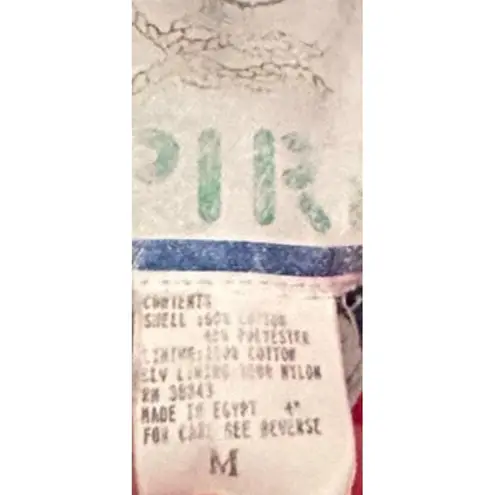 PIR
CONTENTS
SHELL :60% COTTON
40% POLYESTER
LINING:100% COTTON
SLV LINING 100% NYLON
RN 38343
MADE IN EGYPT 4"
FOR CARE SEE REVERSE
M